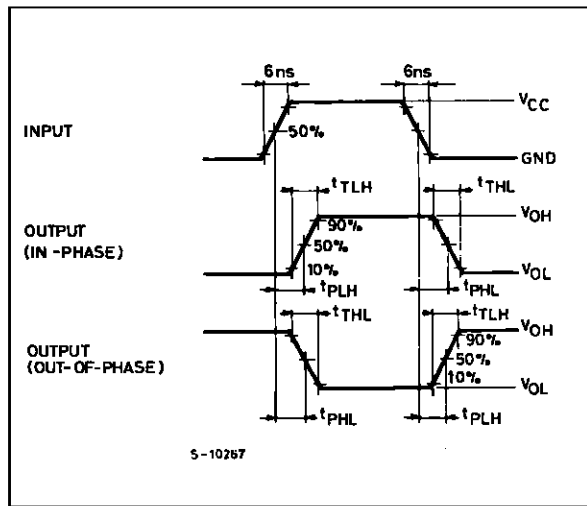 6ns 6ns
VCC
INPUT
50%
GND
tTLH tTHL
OUTPUT
(IN-PHASE)
90%
VOH
50%
10%
VOL
tPLH tPHL
tTHL tTLH
OUTPUT
(OUT-OF-PHASE)
VOH
90%
50%
10%
VOL
tPHL tPLH
S-10267